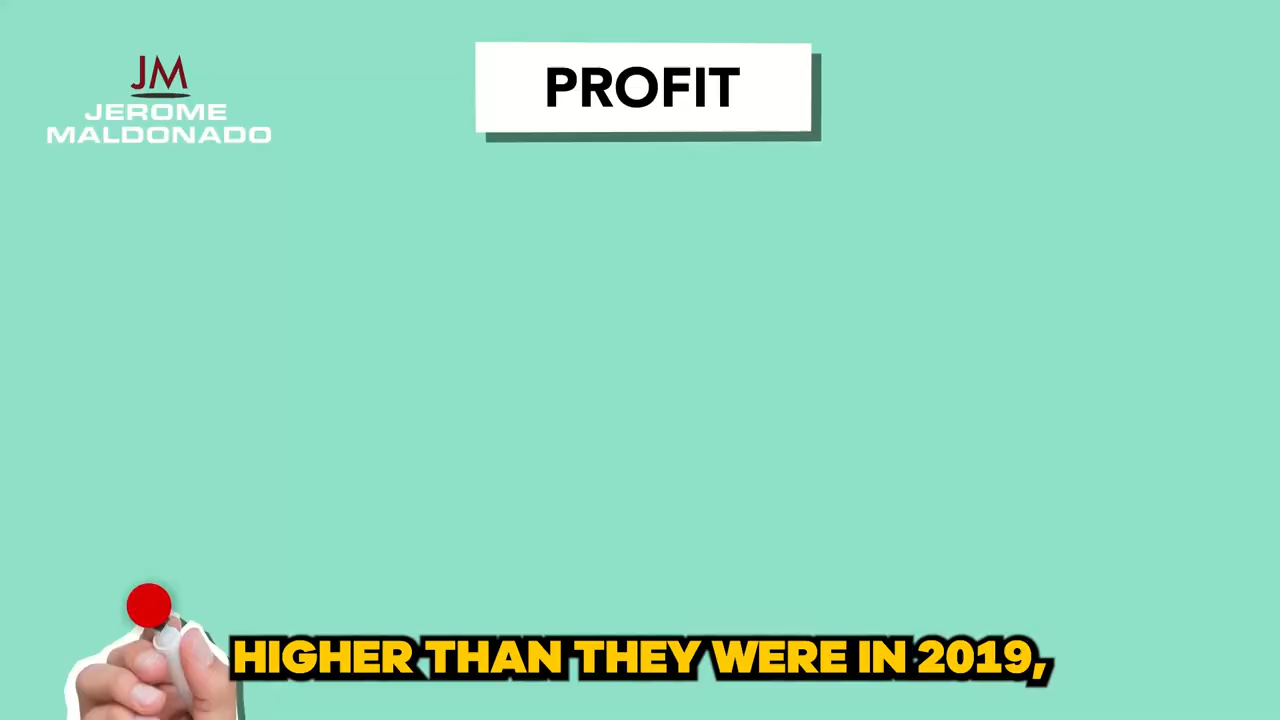 JM
JEROME
MALDONADO
PROFIT
HIGHER THAN THEY WERE IN 2019,